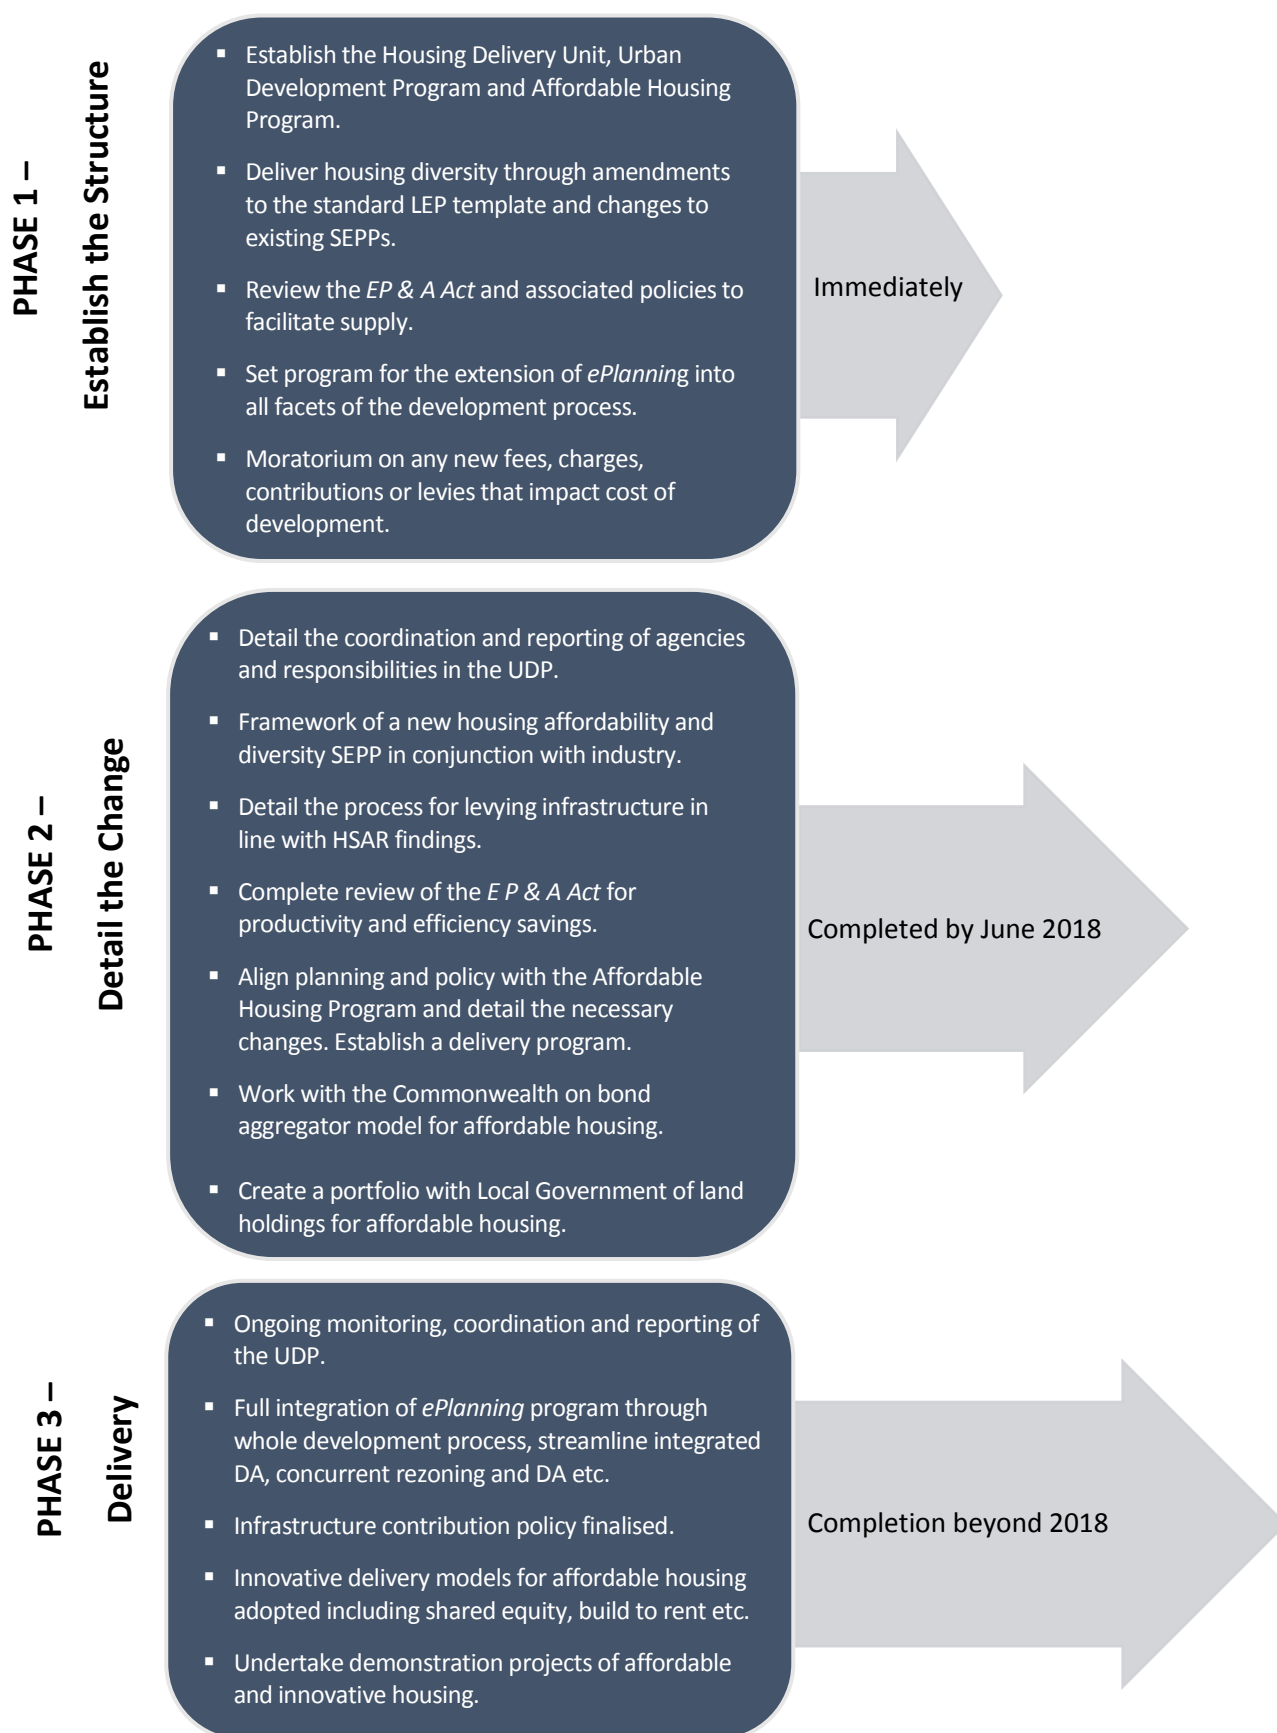 PHASE 1 –
Establish the Structure
▪ Establish the Housing Delivery Unit, Urban
Development Program and Affordable Housing
Program.
▪ Deliver housing diversity through amendments
to the standard LEP template and changes to
existing SEPPs.
▪ Review the EP & A Act and associated policies to
facilitate supply.
▪ Set program for the extension of ePlanning into
all facets of the development process.
▪ Moratorium on any new fees, charges,
contributions or levies that impact cost of
development.
Immediately
PHASE 2 –
Detail the Change
▪ Detail the coordination and reporting of agencies
and responsibilities in the UDP.
▪ Framework of a new housing affordability and
diversity SEPP in conjunction with industry.
▪ Detail the process for levying infrastructure in
line with HSAR findings.
▪ Complete review of the E P & A Act for
productivity and efficiency savings.
▪ Align planning and policy with the Affordable
Housing Program and detail the necessary
changes. Establish a delivery program.
▪ Work with the Commonwealth on bond
aggregator model for affordable housing.
▪ Create a portfolio with Local Government of land
holdings for affordable housing.
Completed by June 2018
PHASE 3 –
Delivery
▪ Ongoing monitoring, coordination and reporting of
the UDP.
▪ Full integration of ePlanning program through
whole development process, streamline integrated
DA, concurrent rezoning and DA etc.
▪ Infrastructure contribution policy finalised.
▪ Innovative delivery models for affordable housing
adopted including shared equity, build to rent etc.
▪ Undertake demonstration projects of affordable
and innovative housing.
Completion beyond 2018